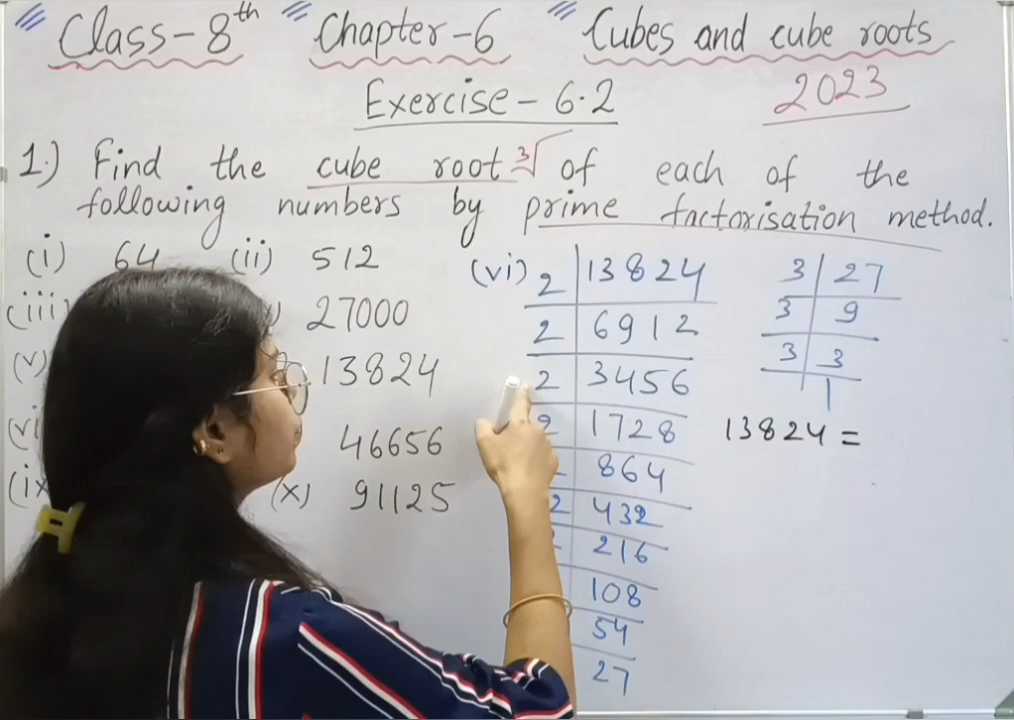 Class-8th Chapter-6 Cubes and cube roots
Exercise-6.2 2023
1.) Find the cube root ∛ of each of the
following numbers by prime factorisation method.
(i) 64 (ii) 512
(iii) 27000
(v) 13824
46656
(x) 91125
(vi) 2 | 13824
2 | 6912
2 | 3456
2 | 1728
864
2 | 432
216
108
54
27
3 | 27
3 | 9
3 | 3
1
13824 =